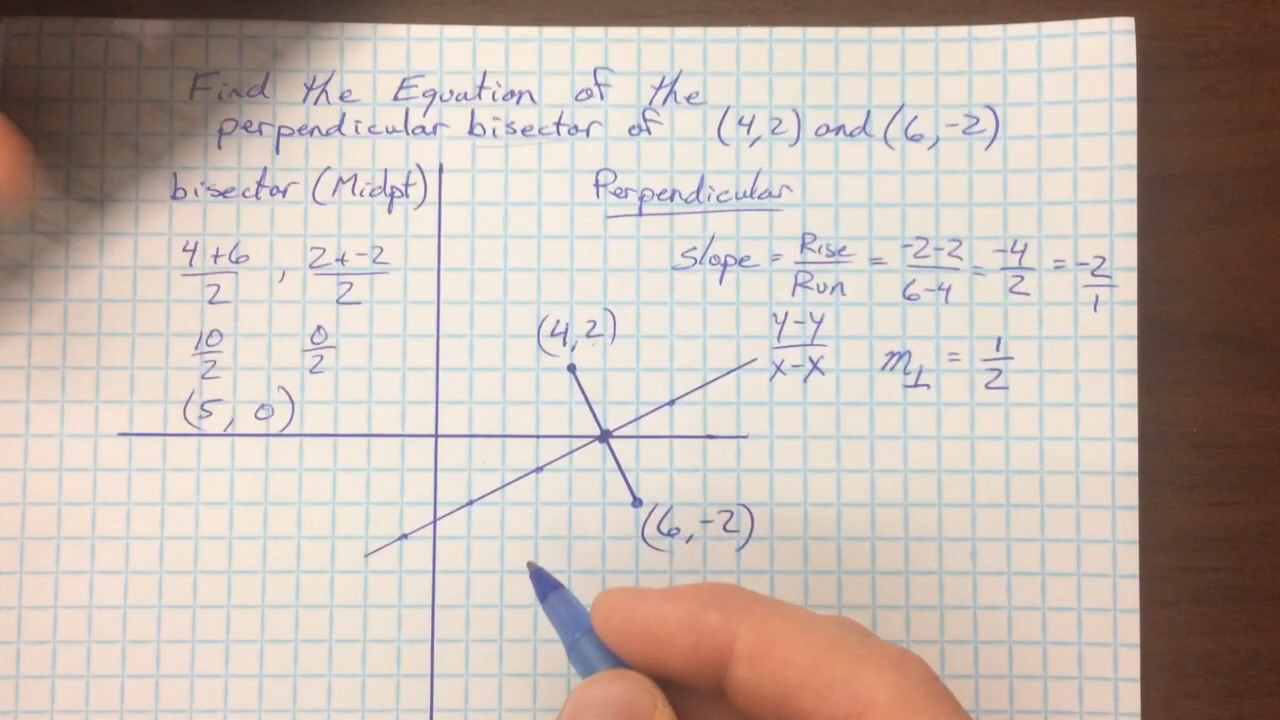 Find the Equation of the
perpendicular bisector of (4,2) and (6,-2)
bisector (Midpt)
4+6/2 , 2+-2/2
10/2 0/2
(5, 0)
Perpendicular
Slope = Rise/Run = -2-2/6-4 = -4/2 = -2/1
y-y/x-x
m⊥ = 1/2
(4,2)
(6,-2)